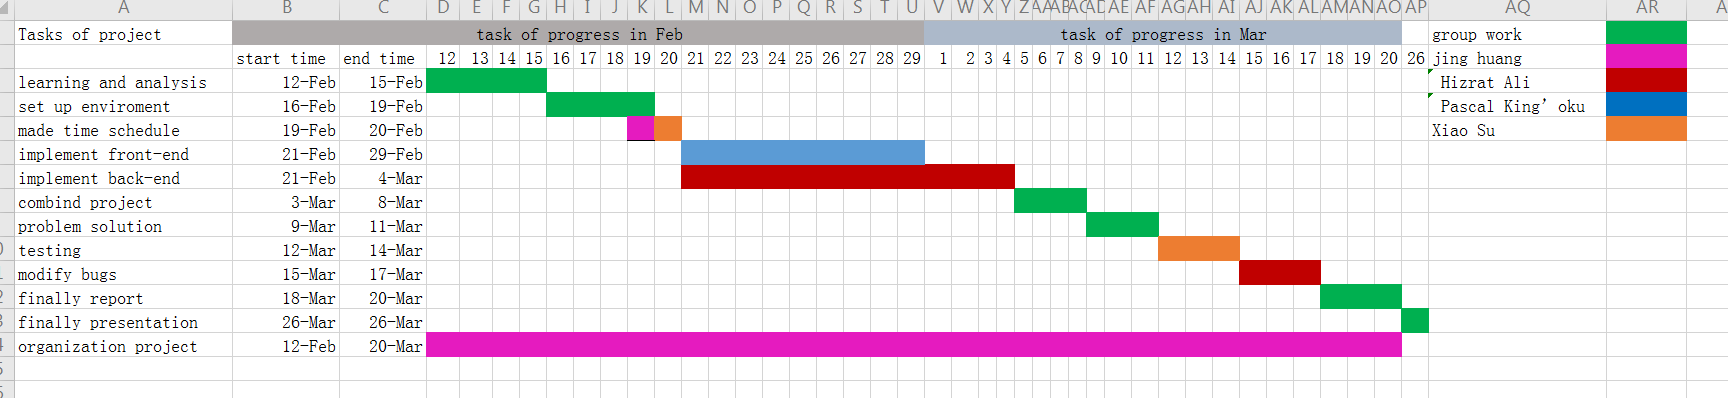 A B C D E F G H I J K L M N O P Q R S T U V W X Y Z AA AB AC AD AE AF AG AH AI AJ AK AL AM AN AO AP AQ AR
Tasks of project task of progress in Feb task of progress in Mar group work
start time end time 12 13 14 15 16 17 18 19 20 21 22 23 24 25 26 27 28 29 1 2 3 4 5 6 7 8 9 10 11 12 13 14 15 16 17 18 19 20 26 jing huang
learning and analysis 12-Feb 15-Feb Hizrat Ali
set up enviroment 16-Feb 19-Feb Pascal King' oku
made time schedule 19-Feb 20-Feb Xiao Su
implement front-end 21-Feb 29-Feb
implement back-end 21-Feb 4-Mar
combind project 3-Mar 8-Mar
problem solution 9-Mar 11-Mar
testing 12-Mar 14-Mar
modify bugs 15-Mar 17-Mar
finally report 18-Mar 20-Mar
finally presentation 26-Mar 26-Mar
organization project 12-Feb 20-Mar